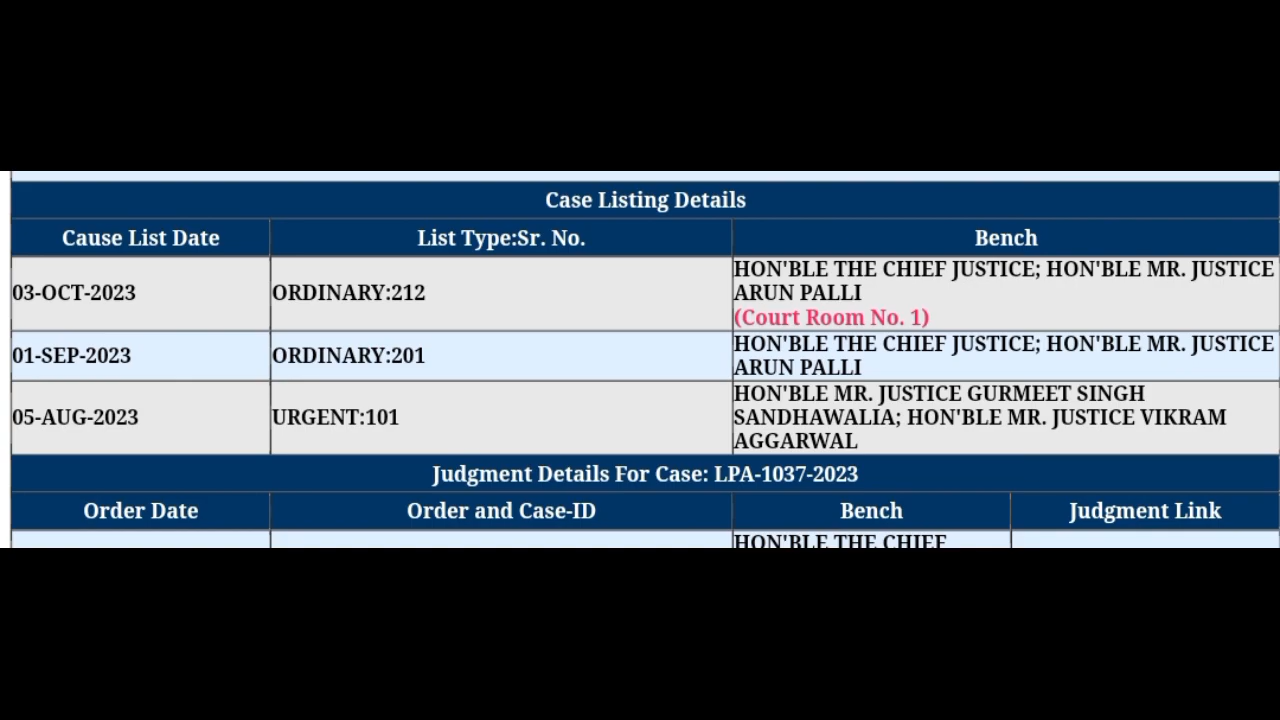 Case Listing Details
Cause List Date List Type:Sr. No. Bench
03-OCT-2023 ORDINARY:212 HON'BLE THE CHIEF JUSTICE; HON'BLE MR. JUSTICE
ARUN PALLI
(Court Room No. 1)
01-SEP-2023 ORDINARY:201 HON'BLE THE CHIEF JUSTICE; HON'BLE MR. JUSTICE
ARUN PALLI
05-AUG-2023 URGENT:101 HON'BLE MR. JUSTICE GURMEET SINGH
SANDHAWALIA; HON'BLE MR. JUSTICE VIKRAM
AGGARWAL
Judgment Details For Case: LPA-1037-2023
Order Date Order and Case-ID Bench Judgment Link
HON'BLE THE CHIEF